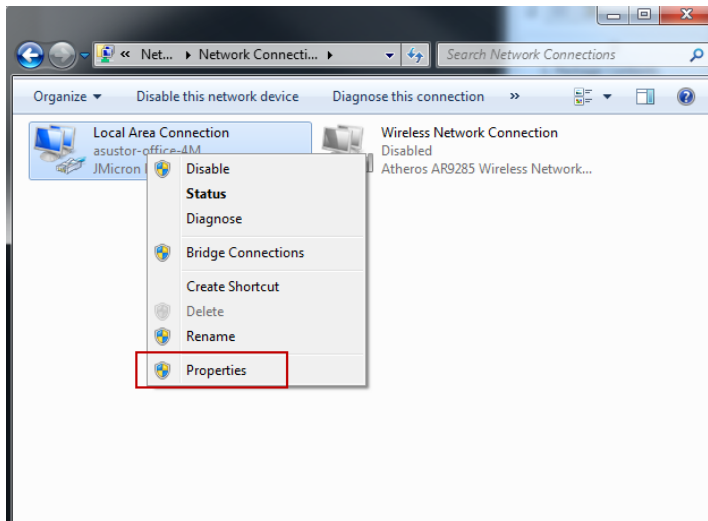 « Net... Network Connecti...
Search Network Connections
Organize Disable this network device Diagnose this connection »
Local Area Connection
asustor-office-4M
JMicron
Wireless Network Connection
Disabled
Atheros AR9285 Wireless Network...
Disable
Status
Diagnose
Bridge Connections
Create Shortcut
Delete
Rename
Properties